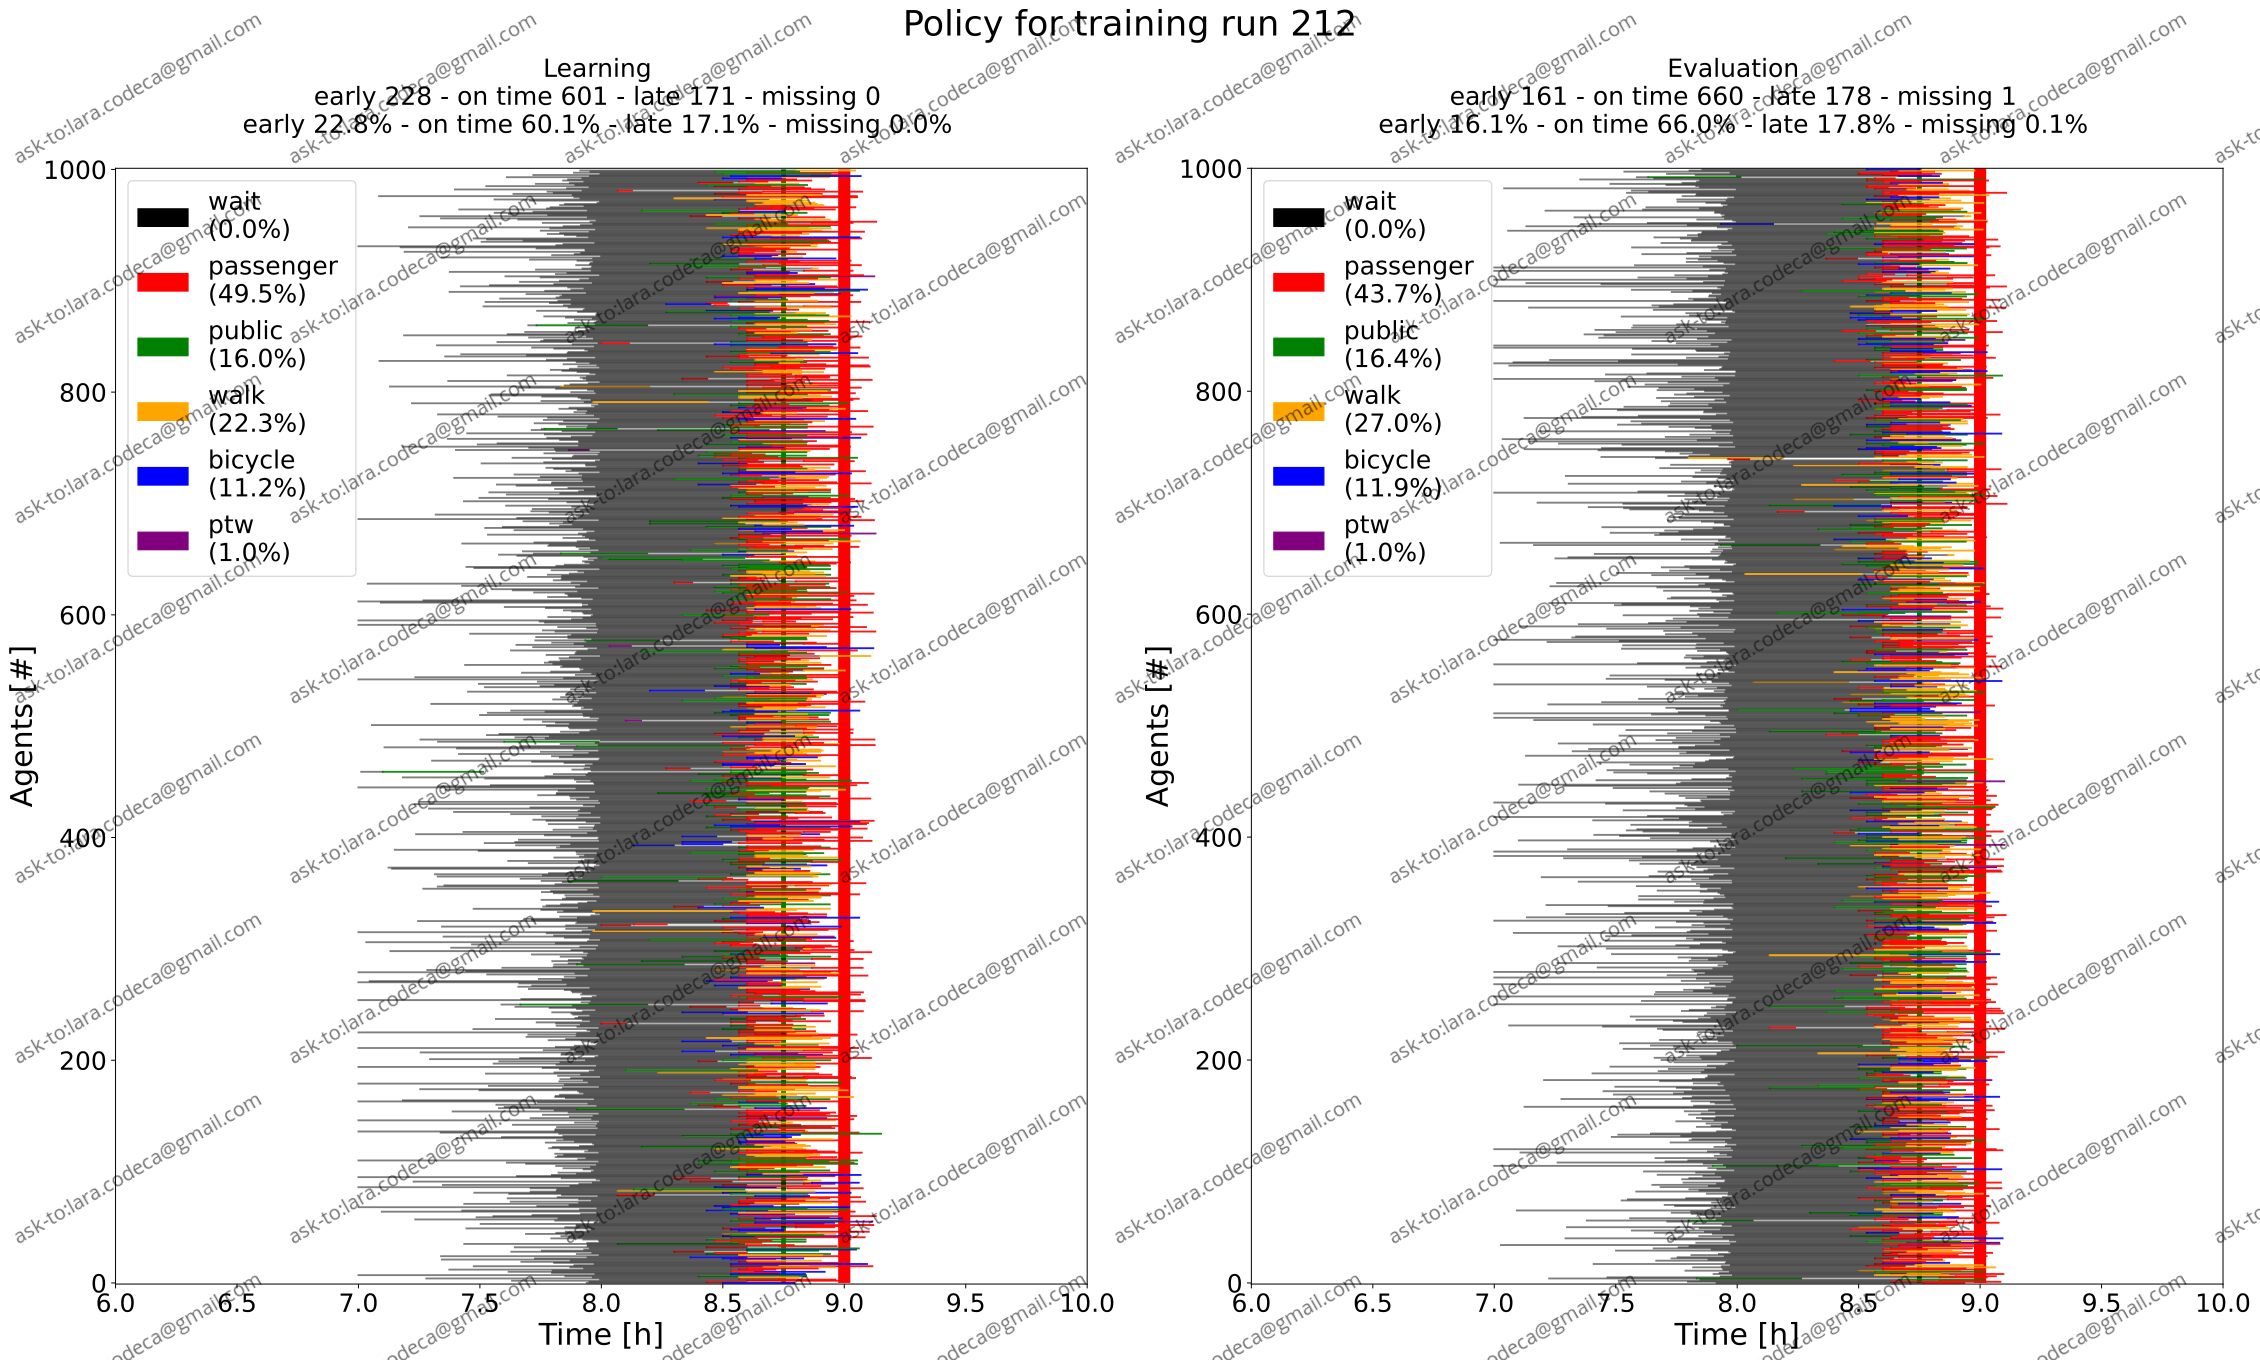 Policy for training run 212
Learning
early 228 - on time 601 - late 171 - missing 0
early 22.8% - on time 60.1% - late 17.1% - missing 0.0%
1000
800
600
400
200
0
Agents [#]
wait
(0.0%)
passenger
(49.5%)
public
(16.0%)
walk
(22.3%)
bicycle
(11.2%)
ptw
(1.0%)
6.0 6.5 7.0 7.5 8.0 8.5 9.0 9.5 10.0
Time [h]
Evaluation
early 161 - on time 660 - late 178 - missing 1
early 16.1% - on time 66.0% - late 17.8% - missing 0.1%
1000
800
600
400
200
0
Agents [#]
wait
(0.0%)
passenger
(43.7%)
public
(16.4%)
walk
(27.0%)
bicycle
(11.9%)
ptw
(1.0%)
6.0 6.5 7.0 7.5 8.0 8.5 9.0 9.5 10.0
Time [h]
ask-to:lara.codeca@gmail.com